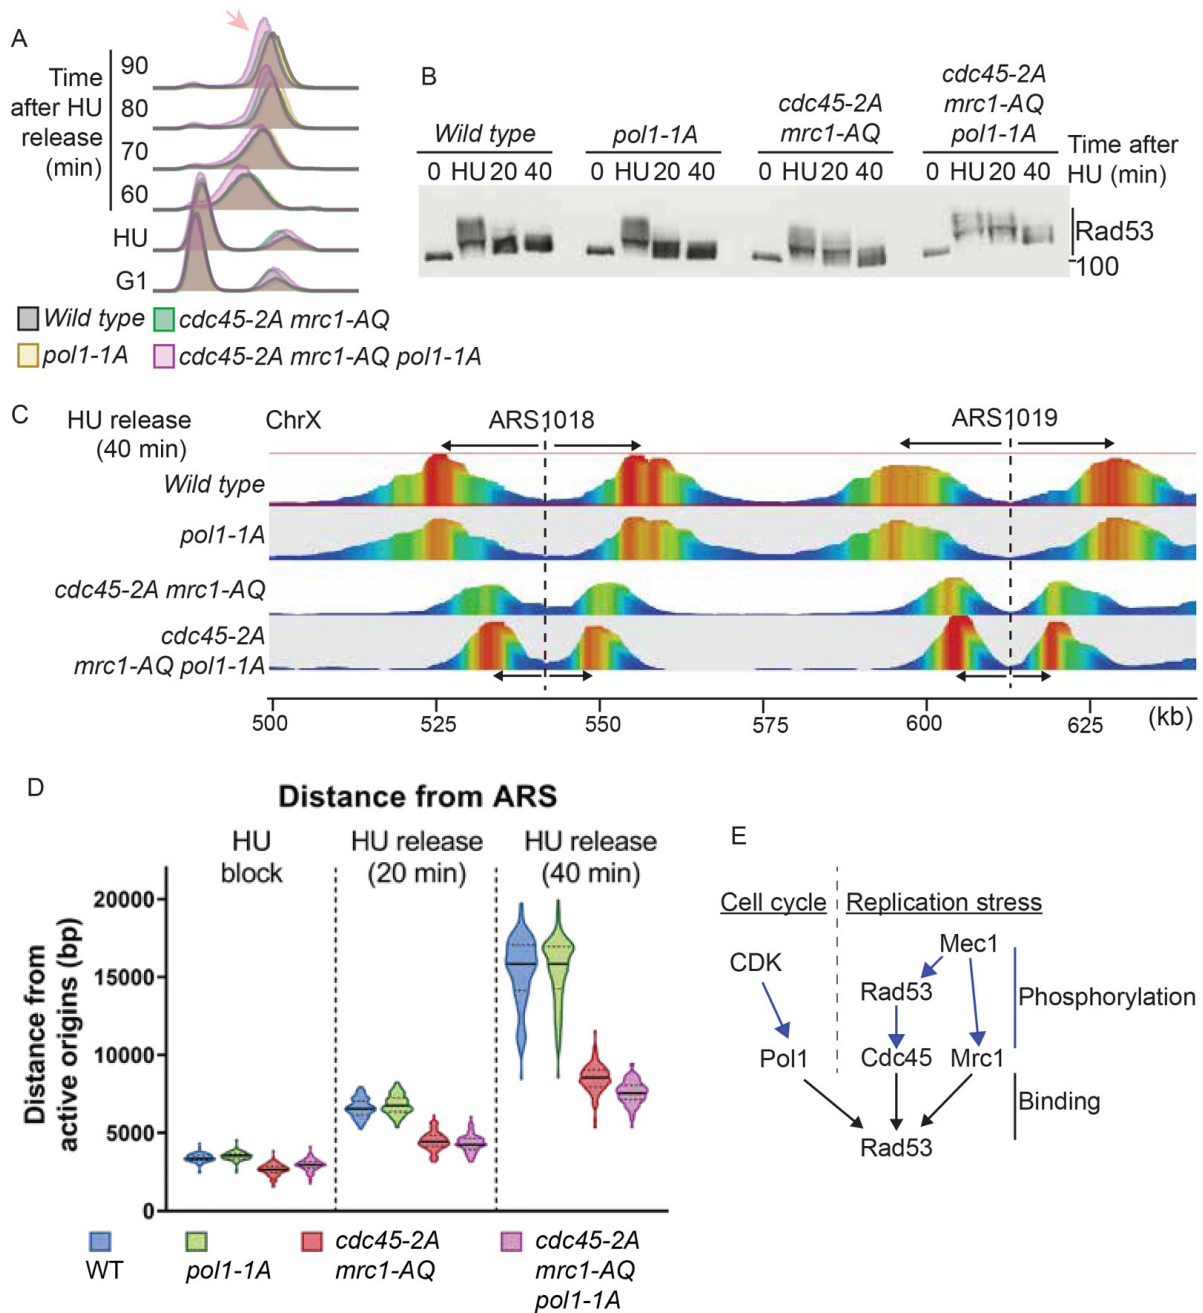 A
Time
after HU
release
(min)
90
80
70
60
HU
G1
Wild type
cdc45-2A mrc1-AQ
pol1-1A
cdc45-2A mrc1-AQ pol1-1A
B
Wild type
pol1-1A
cdc45-2A
mrc1-AQ
cdc45-2A
mrc1-AQ
pol1-1A
Time after
HU (min)
0 HU 20 40
0 HU 20 40
0 HU 20 40
0 HU 20 40
Rad53
100
C
HU release
(40 min)
ChrX
ARS1018
ARS1019
Wild type
pol1-1A
cdc45-2A mrc1-AQ
cdc45-2A
mrc1-AQ pol1-1A
500 525 550 575 600 625 (kb)
D
Distance from ARS
HU
block
HU release
(20 min)
HU release
(40 min)
Distance from
active origins (bp)
20000
15000
10000
5000
0
WT
pol1-1A
cdc45-2A
mrc1-AQ
cdc45-2A
mrc1-AQ
pol1-1A
E
Cell cycle
Replication stress
Mec1
CDK
Rad53
Phosphorylation
Pol1
Cdc45
Mrc1
Binding
Rad53